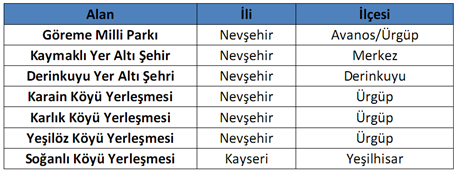 Alan İli İlçesi
Göreme Milli Parkı Nevşehir Avanos/Ürgüp
Kaymaklı Yer Altı Şehir Nevşehir Merkez
Derinkuyu Yer Altı Şehri Nevşehir Derinkuyu
Karain Köyü Yerleşmesi Nevşehir Ürgüp
Karlık Köyü Yerleşmesi Nevşehir Ürgüp
Yeşilöz Köyü Yerleşmesi Nevşehir Ürgüp
Soğanlı Köyü Yerleşmesi Kayseri Yeşilhisar